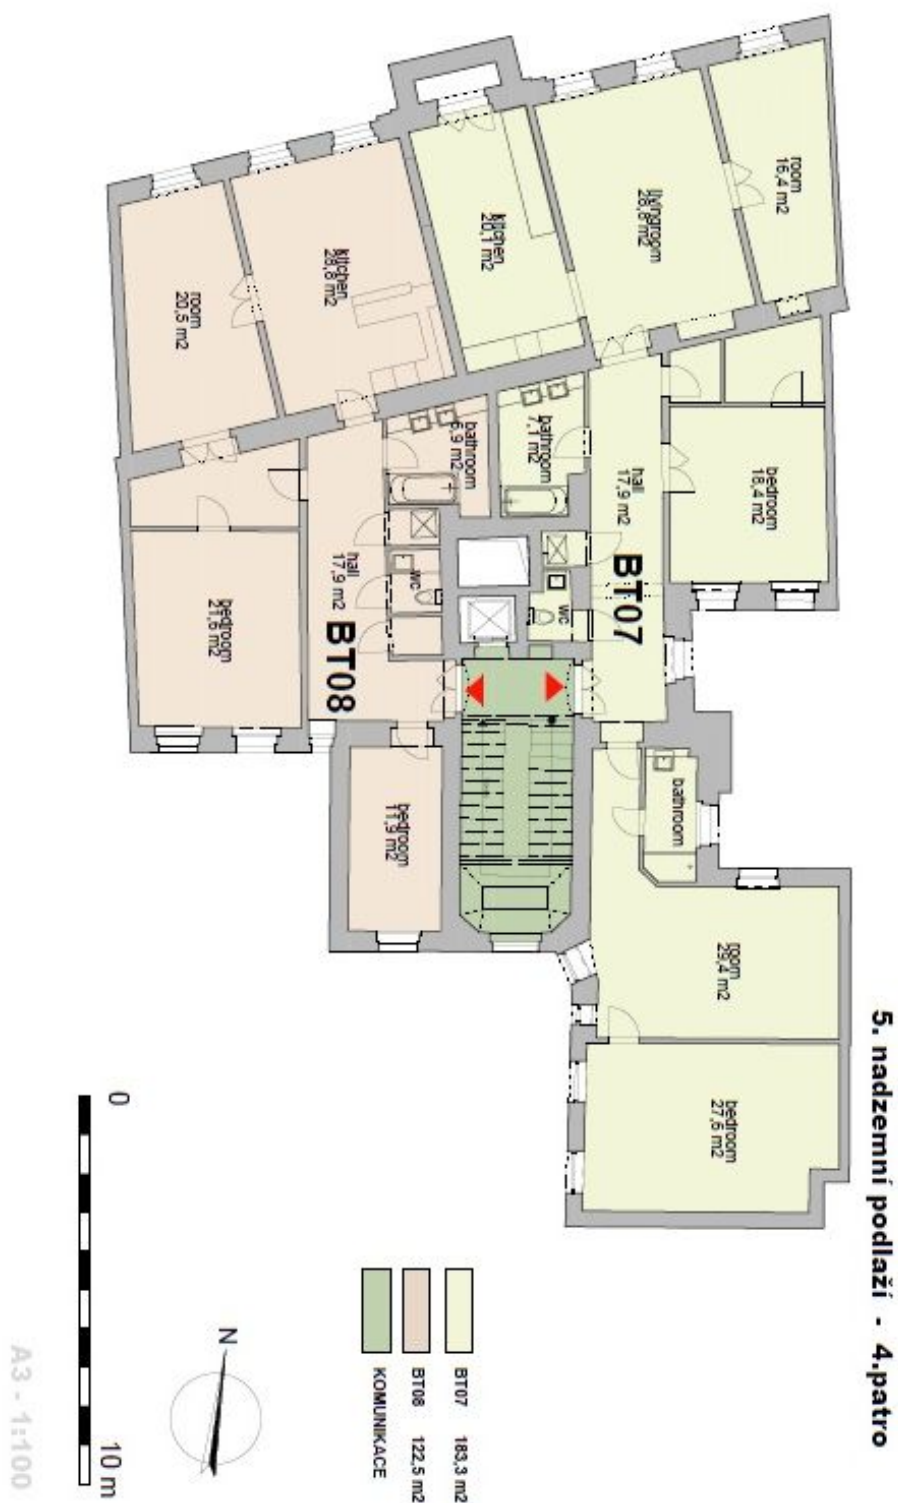 5. nadzemní podlaží - 4.patro
room
16,4 m2
livingroom
28,8 m2
kitchen
20,1 m2
kitchen
28,8 m2
room
20,5 m2
bedroom
18,4 m2
bathroom
7,1 m2
hall
17,9 m2
BT07
wc
bathroom
6,9 m2
hall
17,9 m2
BT08
wc
bedroom
21,6 m2
bathroom
bedroom
11,9 m2
room
29,4 m2
bedroom
27,6 m2
BT07 183,3 m2
BT08 122,5 m2
KOMUNIKACE
N
0
10 m
A3 - 1:100